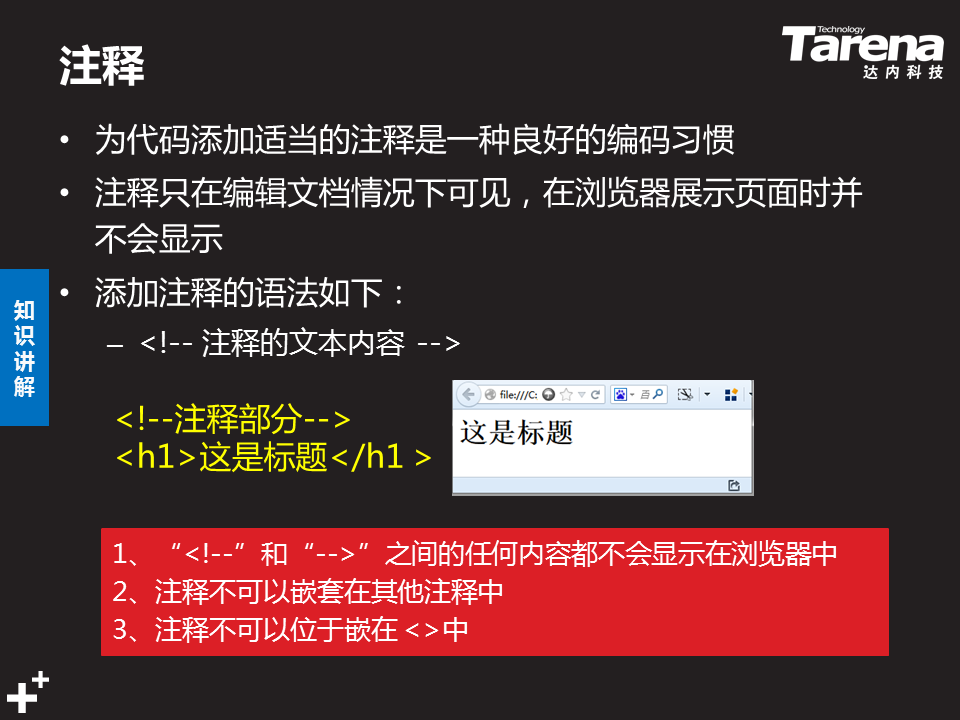 注释
Technology
Tarena
达内科技
• 为代码添加适当的注释是一种良好的编码习惯
• 注释只在编辑文档情况下可见，在浏览器展示页面时并
不会显示
• 添加注释的语法如下：
– <!-- 注释的文本内容 -->
知识讲解
<!--注释部分-->
<h1>这是标题</h1 >
file:///C:
百
这是标题
1、“<!--”和“-->”之间的任何内容都不会显示在浏览器中
2、注释不可以嵌套在其他注释中
3、注释不可以位于嵌在 <>中